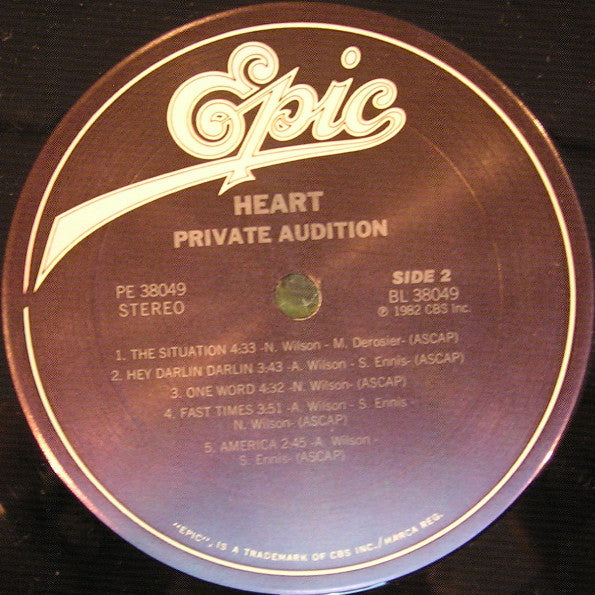 Epic
HEART
PRIVATE AUDITION
PE 38049
STEREO
SIDE 2
BL 38049
℗ 1982 CBS Inc.
1. THE SITUATION 4:33 -N. Wilson - M. Derosier- (ASCAP)
2. HEY DARLIN DARLIN 3:43 -A. Wilson - S. Ennis- (ASCAP)
3. ONE WORD 4:32 -N. Wilson- (ASCAP)
4. FAST TIMES 3:51 -A. Wilson - S. Ennis -
N. Wilson- (ASCAP)
5. AMERICA 2:45 -A. Wilson -
S. Ennis- (ASCAP)
"EPIC", IS A TRADEMARK OF CBS INC./MARCA REG.